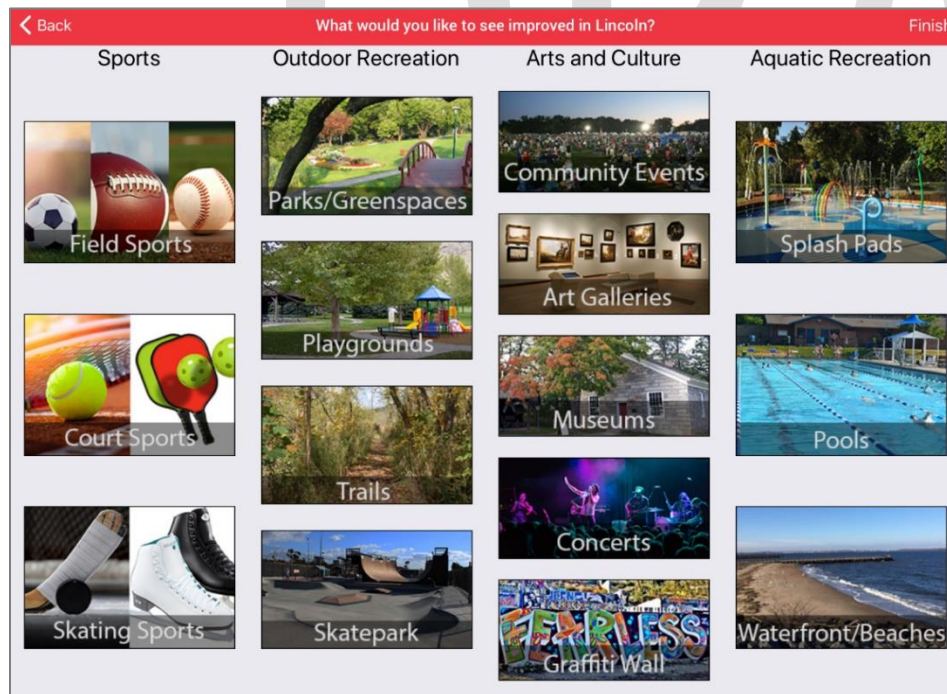 Back
What would you like to see improved in Lincoln?
Finish
Sports
Outdoor Recreation
Arts and Culture
Aquatic Recreation
Field Sports
Court Sports
Skating Sports
Parks/Greenspaces
Playgrounds
Trails
Skatepark
Community Events
Art Galleries
Museums
Concerts
FEARLESS
Graffiti Wall
Splash Pads
Pools
Waterfront/Beaches